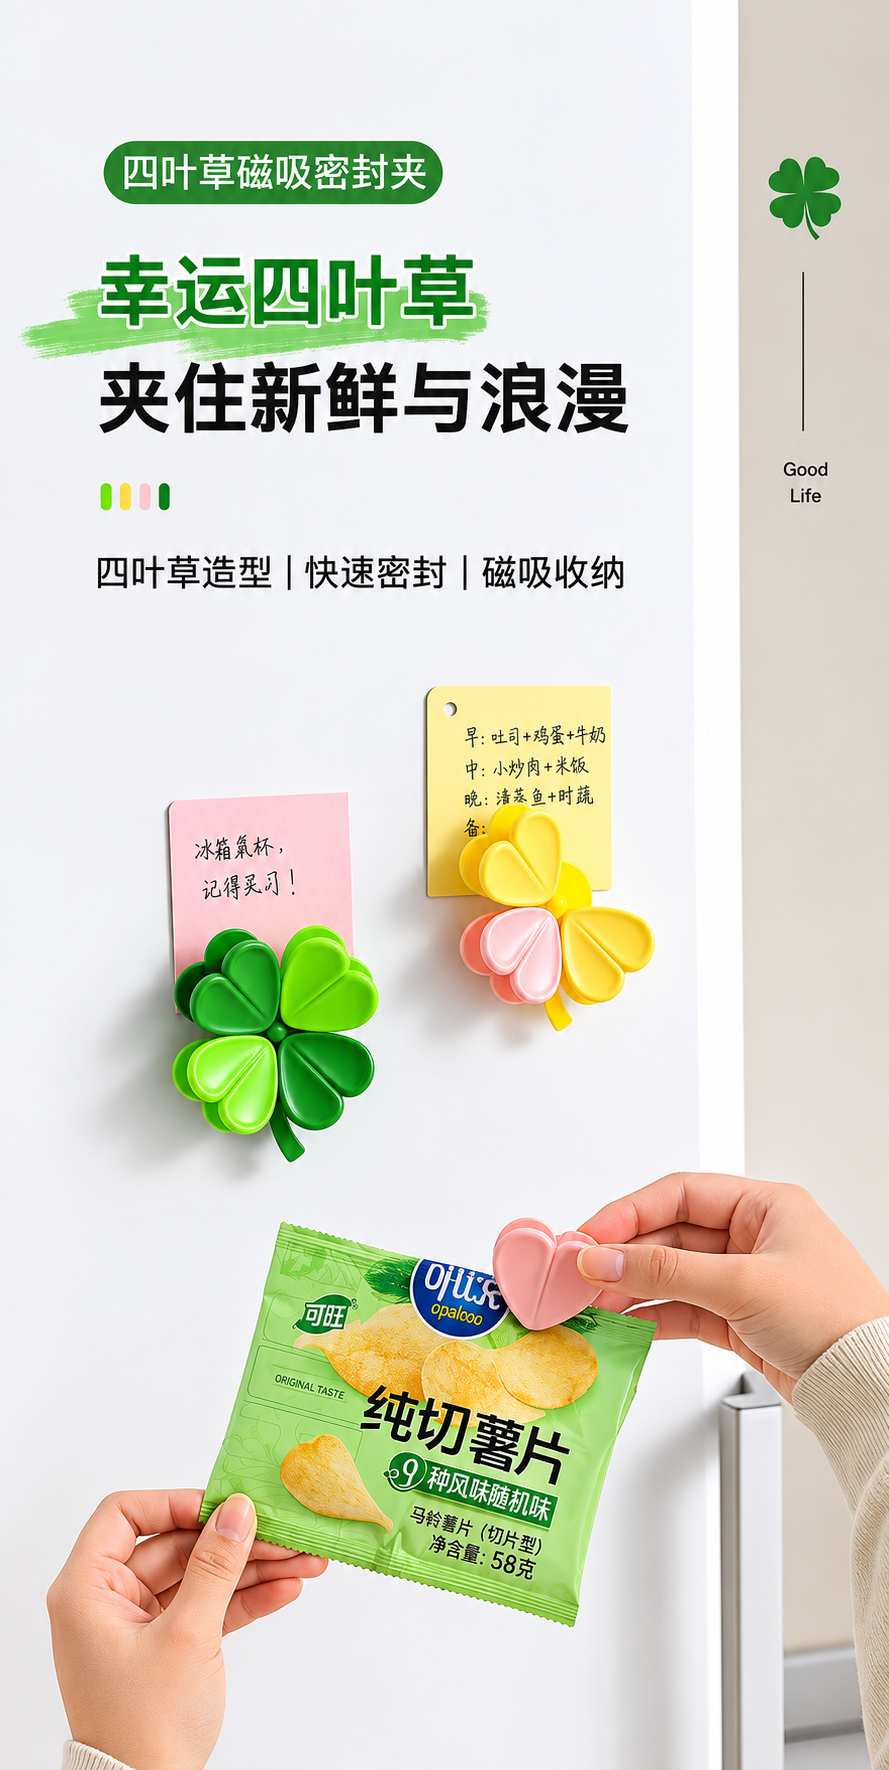 四叶草磁吸密封夹
幸运四叶草
夹住新鲜与浪漫
Good
Life
四叶草造型 | 快速密封 | 磁吸收纳
早: 吐司+鸡蛋+牛奶
中: 小炒肉+米饭
晚: 清蒸鱼+时蔬
备:
冰箱氣杯,
记得买习!
可旺
opalooo
ORIGINAL TASTE
纯切薯片
9种风味随机味
马铃薯片 (切片型)
净含量: 58克